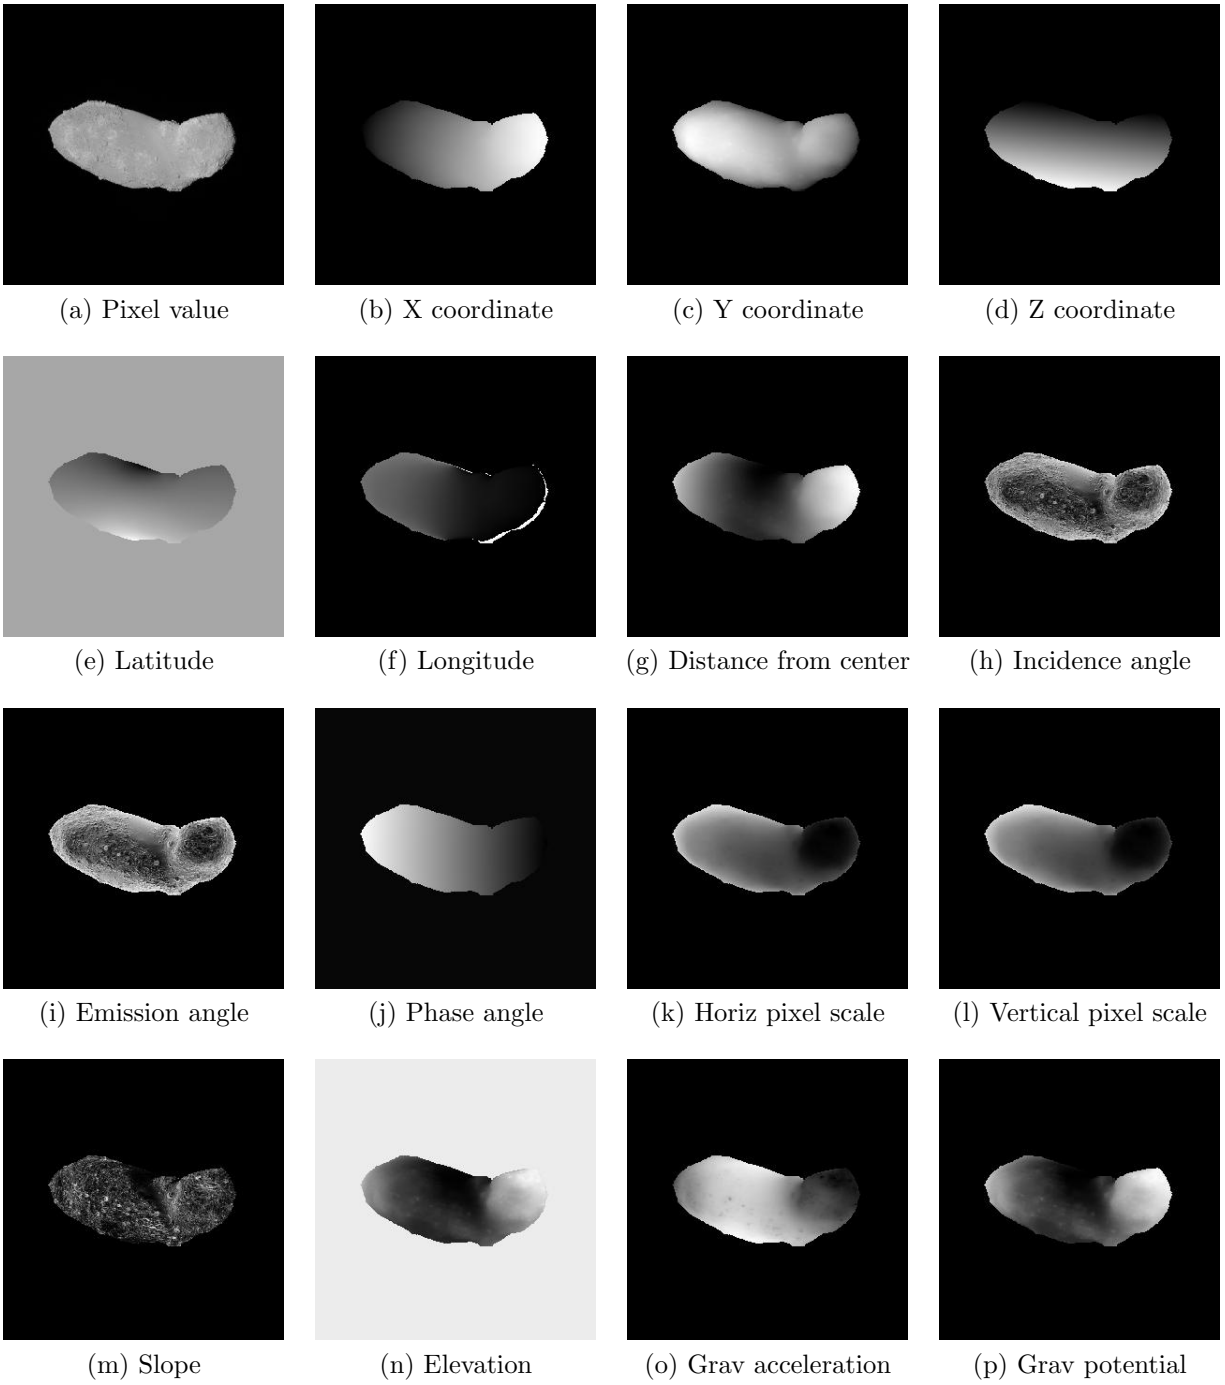 (a) Pixel value
(b) X coordinate
(c) Y coordinate
(d) Z coordinate
(e) Latitude
(f) Longitude
(g) Distance from center
(h) Incidence angle
(i) Emission angle
(j) Phase angle
(k) Horiz pixel scale
(l) Vertical pixel scale
(m) Slope
(n) Elevation
(o) Grav acceleration
(p) Grav potential